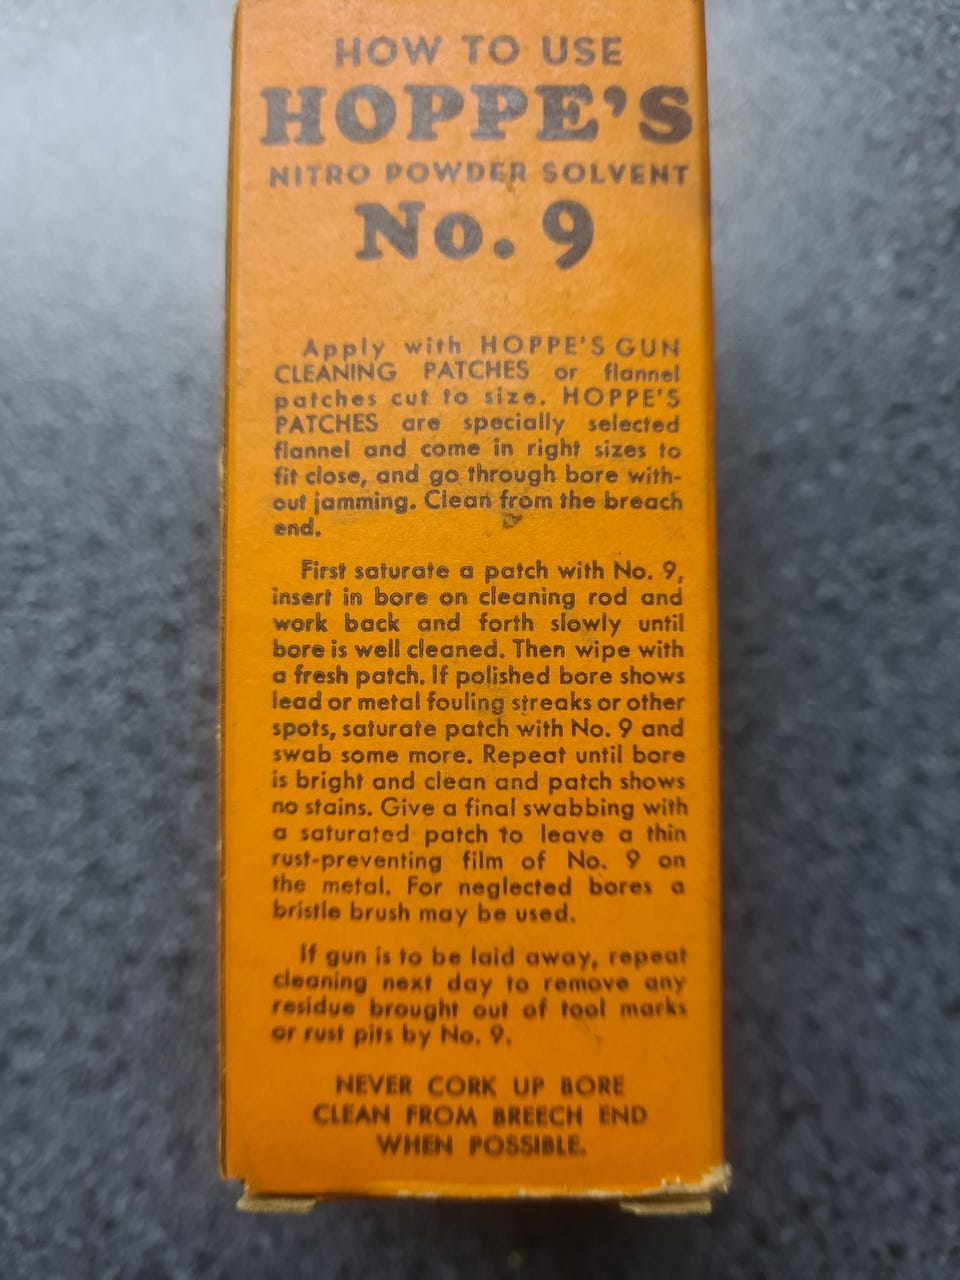 HOW TO USE
HOPPE'S
NITRO POWDER SOLVENT
No. 9
Apply with HOPPE'S GUN
CLEANING PATCHES or flannel
patches cut to size. HOPPE'S
PATCHES are specially selected
flannel and come in right sizes to
fit close, and go through bore with-
out jamming. Clean from the breach
end.
First saturate a patch with No. 9,
insert in bore on cleaning rod and
work back and forth slowly until
bore is well cleaned. Then wipe with
a fresh patch. If polished bore shows
lead or metal fouling streaks or other
spots, saturate patch with No. 9 and
swab some more. Repeat until bore
is bright and clean and patch shows
no stains. Give a final swabbing with
a saturated patch to leave a thin
rust-preventing film of No. 9 on
the metal. For neglected bores a
bristle brush may be used.
If gun is to be laid away, repeat
cleaning next day to remove any
residue brought out of tool marks
or rust pits by No. 9.
NEVER CORK UP BORE
CLEAN FROM BREECH END
WHEN POSSIBLE.